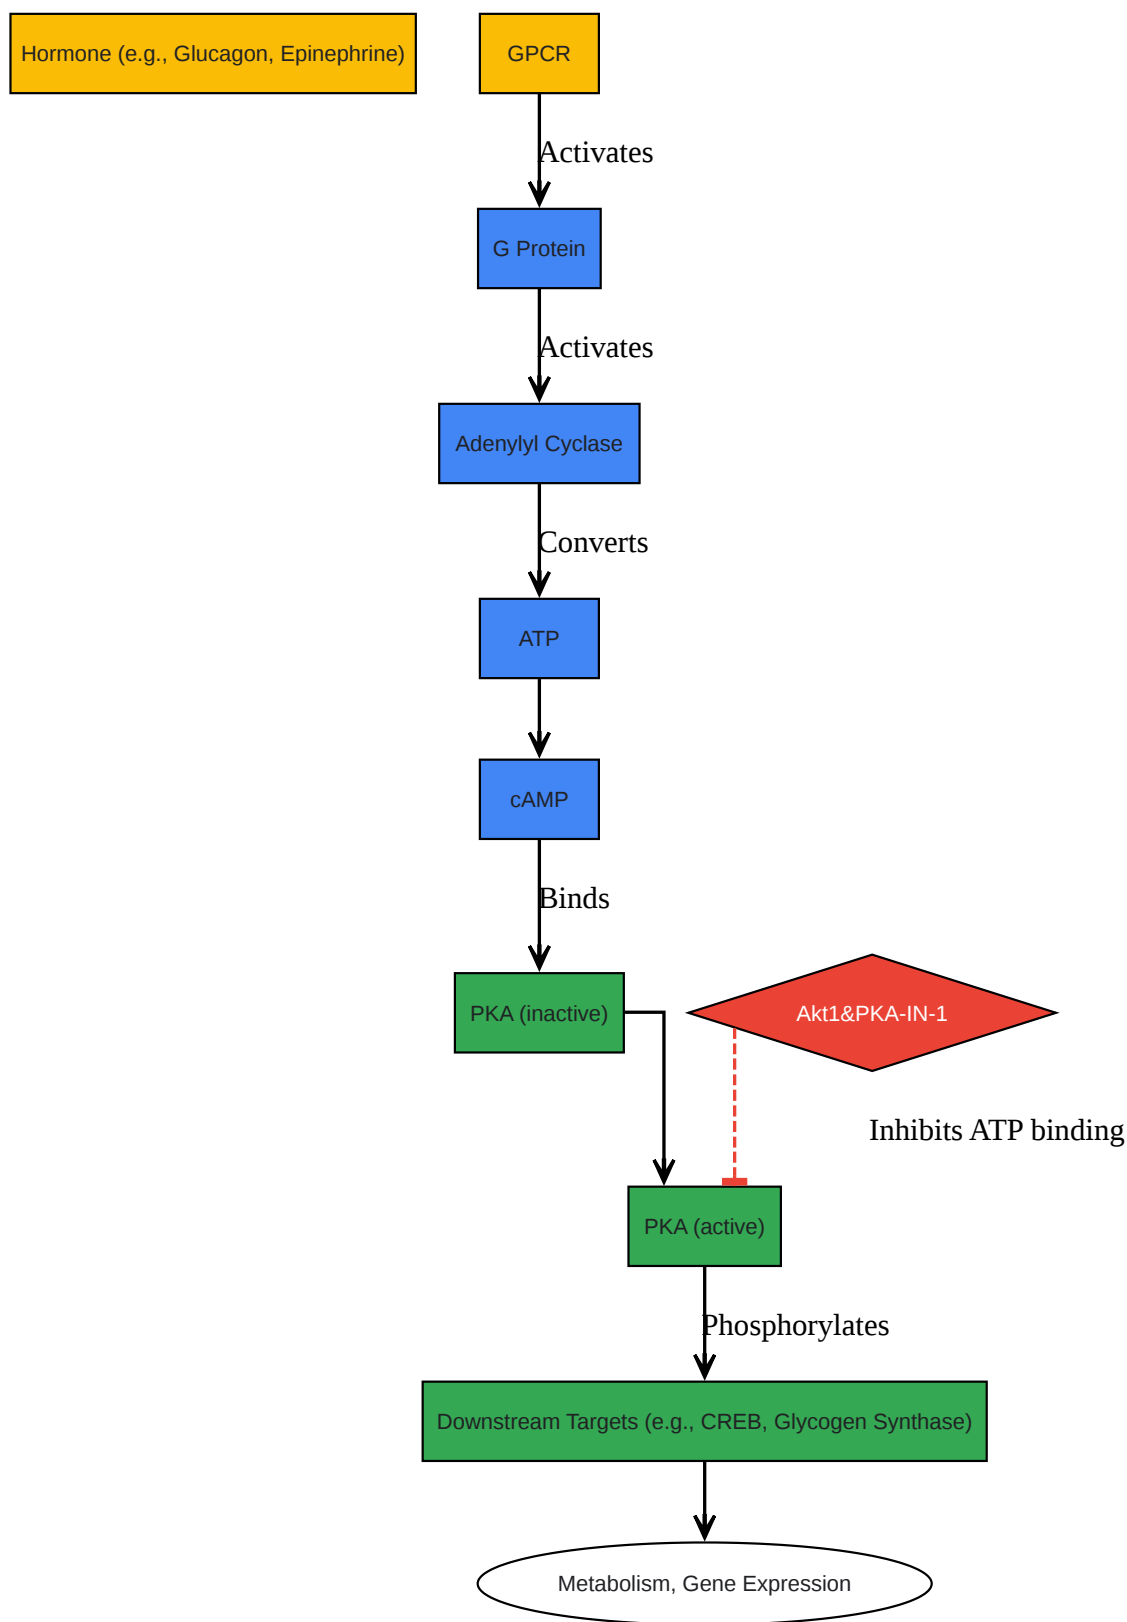 Hormone (e.g., Glucagon, Epinephrine)
GPCR
Activates
G Protein
Activates
Adenylyl Cyclase
Converts
ATP
cAMP
Binds
PKA (inactive)
Akt1&PKA-IN-1
Inhibits ATP binding
PKA (active)
Phosphorylates
Downstream Targets (e.g., CREB, Glycogen Synthase)
Metabolism, Gene Expression